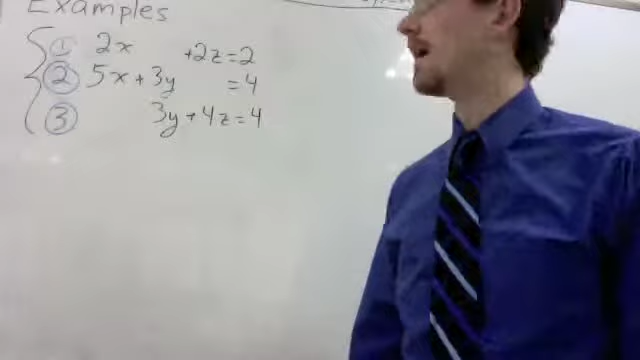 Examples
① 2x +2z=2
② 5x+3y =4
③ 3y+4z=4